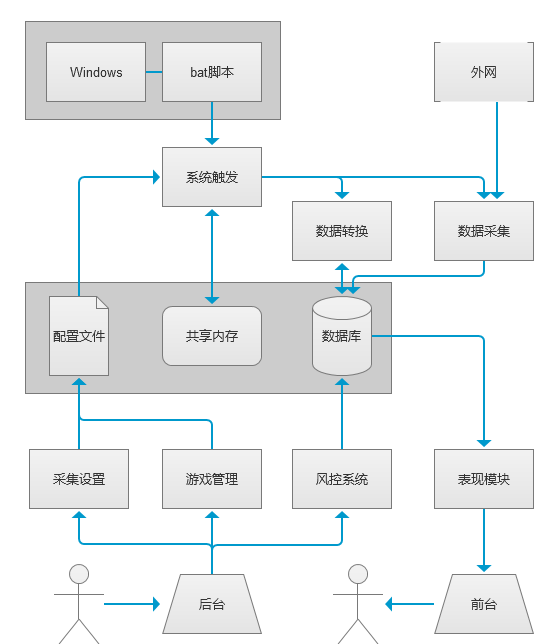 Windows
bat脚本
外网
系统触发
数据转换
数据采集
配置文件
共享内存
数据库
采集设置
游戏管理
风控系统
表现模块
后台
前台